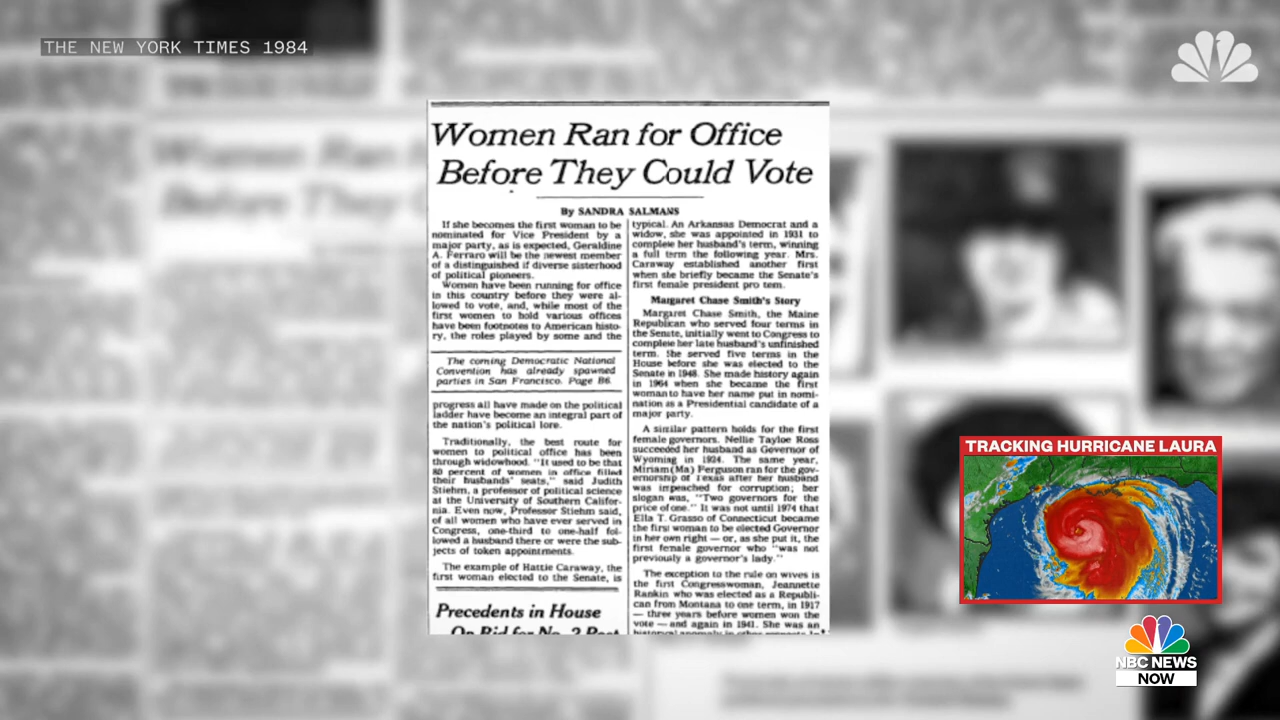 THE NEW YORK TIMES 1984
Women Ran for Office
Before They Could Vote
By SANDRA SALMANS
If she becomes the first woman to be
nominated for Vice President by a
major party, as is expected, Geraldine
A. Ferraro will be the newest member
of a distinguished if diverse sisterhood
of political pioneers.
Women have been running for office
in this country before they were al-
lowed to vote, and, while most of the
first women to hold various offices
have been footnotes to American histo-
ry, the roles played by some and the
The coming Democratic National
Convention has already spawned
parties in San Francisco. Page B6.
progress all have made on the political
ladder have become an integral part of
the nation's political lore.
Traditionally, the best route for
women to political office has been
through widowhood. "It used to be that
80 percent of women in office filled
their husbands' seats," said Judith
Stiehm, a professor of political science
at the University of Southern Califor-
nia. Even now, Professor Stiehm said,
of all women who have ever served in
Congress, one-third to one-half fol-
lowed a husband there or were the sub-
jects of token appointments.
The example of Hattie Caraway, the
first woman elected to the Senate, is
Precedents in House
On Bid for No. 2 Post
typical. An Arkansas Democrat and a
widow, she was appointed in 1931 to
complete her husband's term, winning
a full term the following year. Mrs.
Caraway established another first
when she briefly became the Senate's
first female president pro tem.
Margaret Chase Smith's Story
Margaret Chase Smith, the Maine
Republican who served four terms in
the Senate, initially went to Congress to
complete her late husband's unfinished
term. She served five terms in the
House before she was elected to the
Senate in 1948. She made history again
in 1964 when she became the first
woman to have her name put in nomi-
nation as a Presidential candidate of a
major party.
A similar pattern holds for the first
female governors. Nellie Tayloe Ross
succeeded her husband as Governor of
Wyoming in 1924. The same year,
Miriam (Ma) Ferguson ran for the gov-
ernorship of Texas after her husband
was impeached for corruption; her
slogan was, "Two governors for the
price of one." It was not until 1974 that
Ella T. Grasso of Connecticut became
the first woman to be elected Governor
in her own right — or, as she put it, the
first female governor who "was not
previously a governor's lady."
The exception to the rule on wives is
the first Congresswoman, Jeannette
Rankin who was elected as a Republi-
can from Montana to one term, in 1917
— three years before women won the
vote — and again in 1941. She was an
TRACKING HURRICANE LAURA
NBC NEWS
NOW